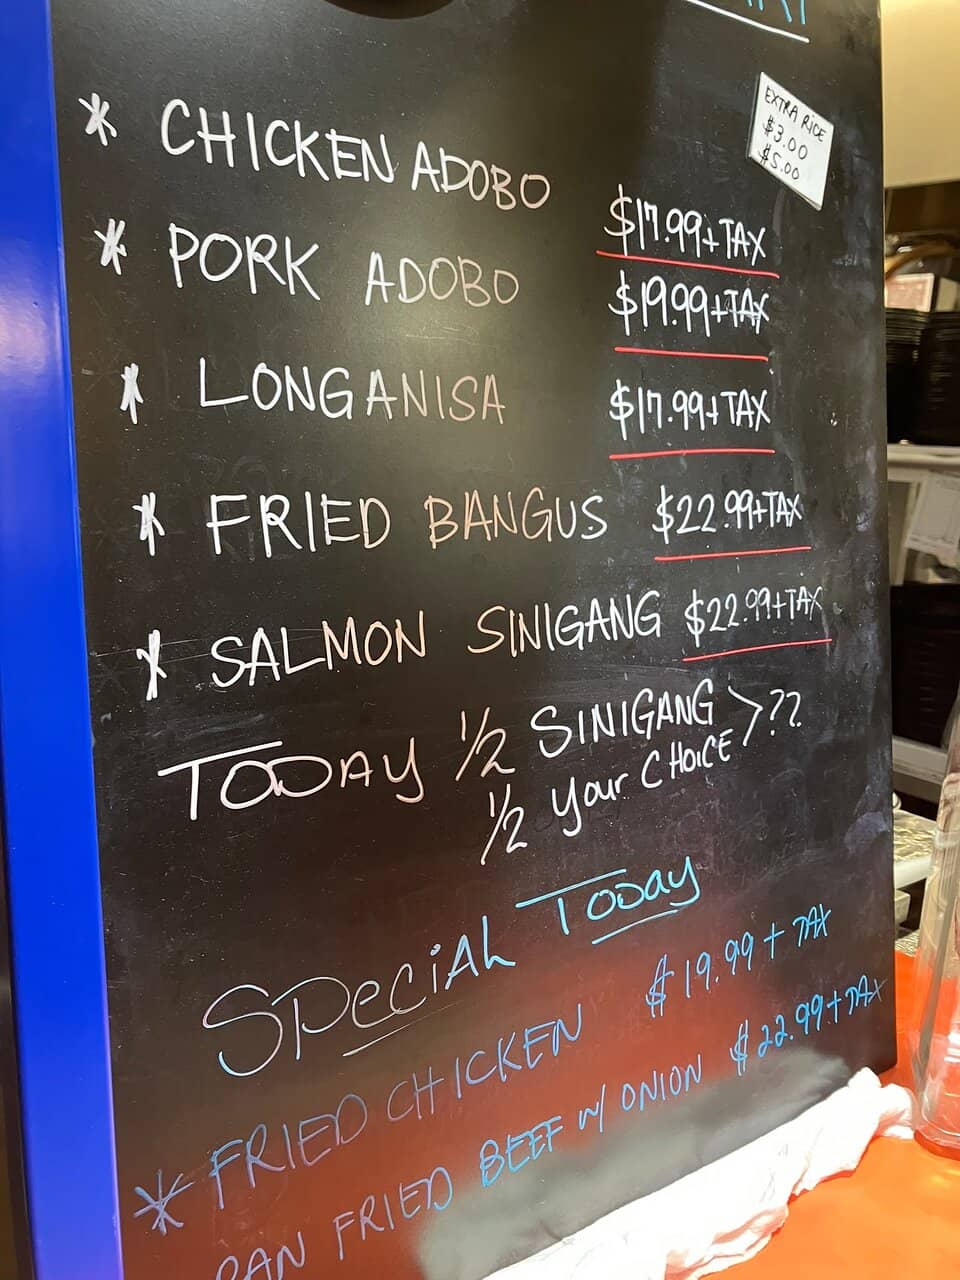 EXTRA RICE
$3.00
$5.00
* CHICKEN ADOBO $17.99+TAX
* PORK ADOBO $19.99+TAX
* LONGANISA $17.99+TAX
* FRIED BANGUS $22.99+TAX
* SALMON SINIGANG $22.99+TAX
TODAY 1/2 SINIGANG > ??
1/2 your CHOICE
SPeciAL TODAY
* FRIED CHICKEN $19.99+TAX
PAN FRIED BEEF w/ ONION $22.99+TAX